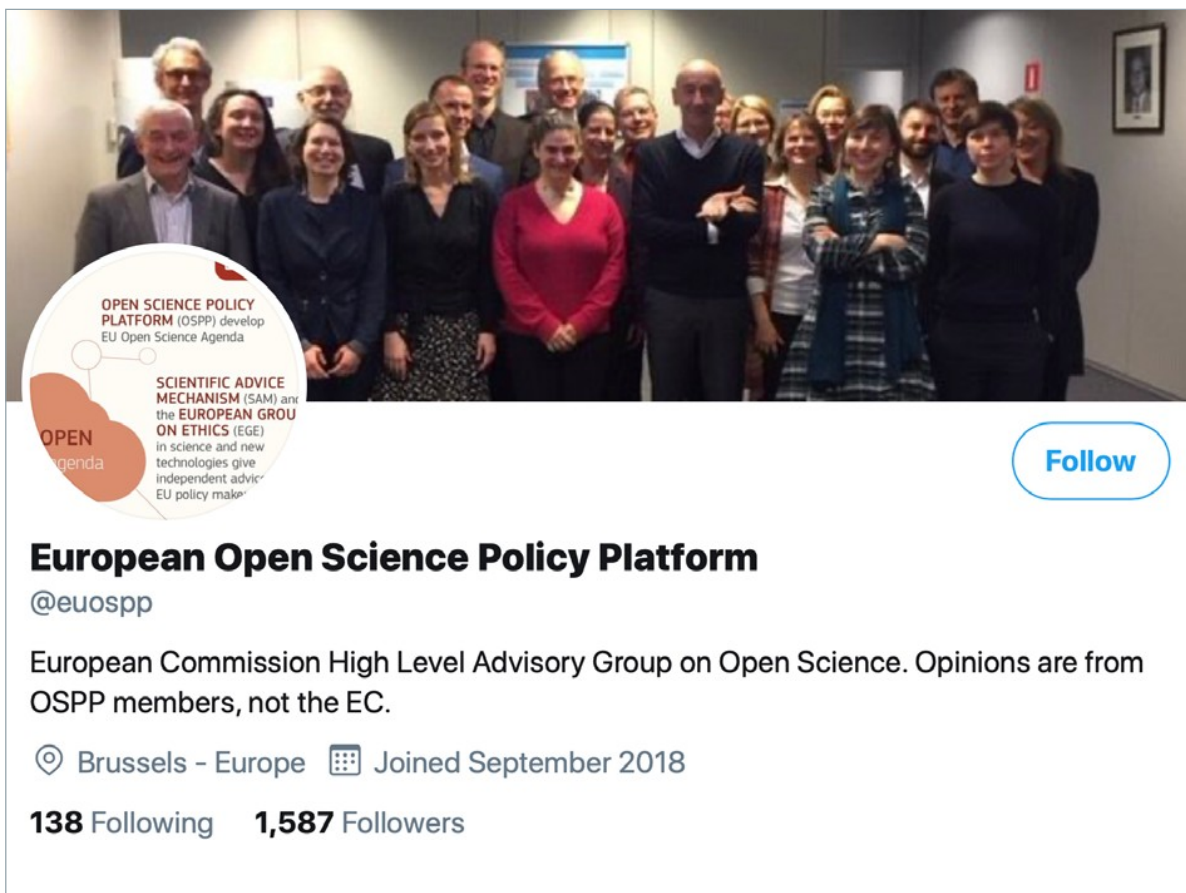 OPEN SCIENCE POLICY
PLATFORM (OSPP) develop
EU Open Science Agenda
SCIENTIFIC ADVICE
MECHANISM (SAM) and
the EUROPEAN GROU
ON ETHICS (EGE)
in science and new
technologies give
independent advic
EU policy make
OPEN
genda
Follow
European Open Science Policy Platform
@euospp
European Commission High Level Advisory Group on Open Science. Opinions are from
OSPP members, not the EC.
Brussels - Europe Joined September 2018
138 Following 1,587 Followers